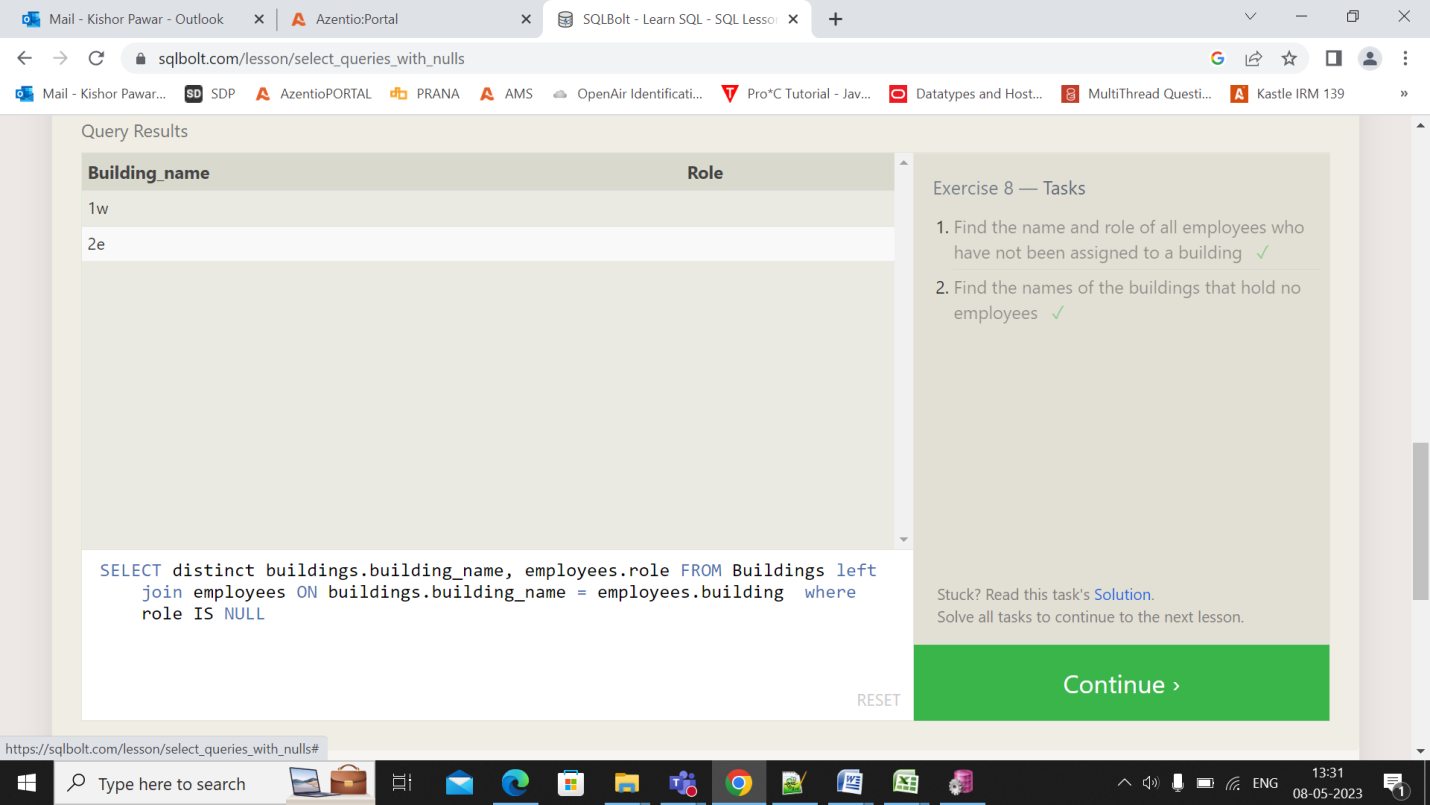 Mail - Kishor Pawar - Outlook
Azentio:Portal
SQLBolt - Learn SQL - SQL Lesson
sqlbolt.com/lesson/select_queries_with_nulls
Mail - Kishor Pawar...
SD SDP
AzentioPORTAL
PRANA
AMS
OpenAir Identificati...
Pro*C Tutorial - Jav...
Datatypes and Host...
MultiThread Questi...
Kastle IRM 139
»
Query Results
Building_name Role
1w
2e
Exercise 8 — Tasks
1. Find the name and role of all employees who
have not been assigned to a building ✓
2. Find the names of the buildings that hold no
employees ✓
SELECT distinct buildings.building_name, employees.role FROM Buildings left
join employees ON buildings.building_name = employees.building where
role IS NULL
RESET
Stuck? Read this task's Solution.
Solve all tasks to continue to the next lesson.
Continue ›
https://sqlbolt.com/lesson/select_queries_with_nulls#
Type here to search
ENG
13:31
08-05-2023
1